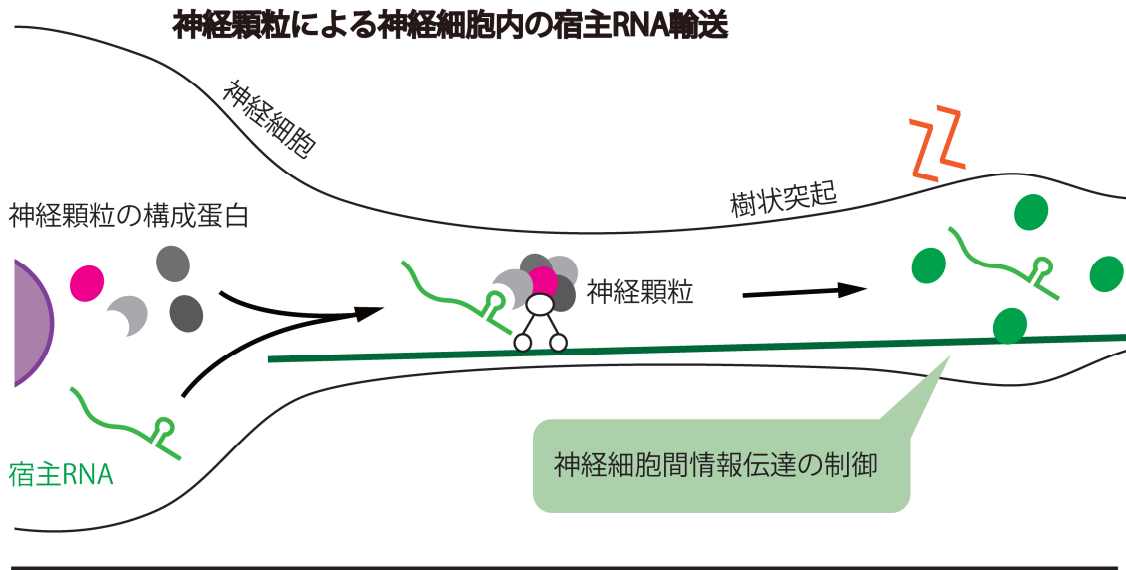 神経顆粒による神経細胞内の宿主RNA輸送
神経細胞
樹状突起
神経顆粒の構成蛋白
神経顆粒
宿主RNA
神経細胞間情報伝達の制御